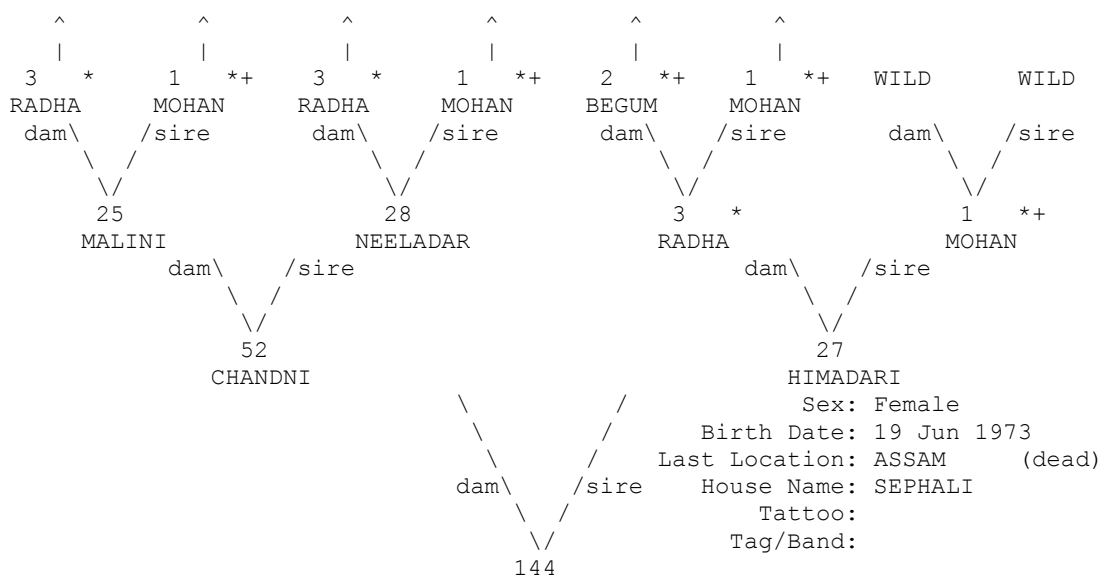 ^ ^ ^ ^ ^ ^
| | | | | |
3 * 1 *+ 3 * 1 *+ 2 *+ 1 *+ WILD WILD
RADHA MOHAN RADHA MOHAN BEGUM MOHAN
dam\ /sire dam\ /sire dam\ /sire dam\ /sire
\ / \ / \ / \ /
\/ \/ \/ \/
25 28 3 * 1 *+
MALINI NEELADAR RADHA MOHAN
dam\ /sire dam\ /sire
\ / \ /
\/ \/
52 27
CHANDNI HIMADARI
\ / Sex: Female
\ / Birth Date: 19 Jun 1973
\ / Last Location: ASSAM (dead)
dam\ /sire House Name: SEPHALI
\ / Tattoo:
\/ Tag/Band:
144